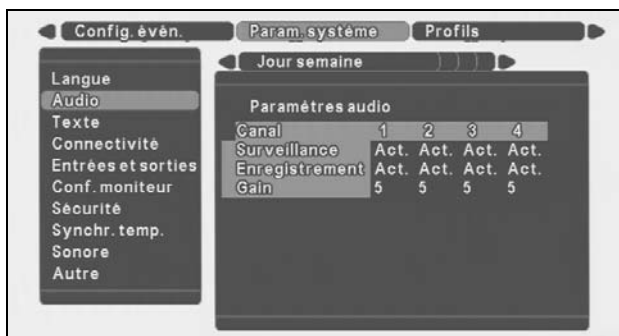 Config. évèn. Param. système Profils
Jour semaine
Langue
Audio
Texte
Connectivité
Entrées et sorties
Conf. moniteur
Sécurité
Synchr. temp.
Sonore
Autre
Paramètres audio
Canal 1 2 3 4
Surveillance Act. Act. Act. Act.
Enregistrement Act. Act. Act. Act.
Gain 5 5 5 5